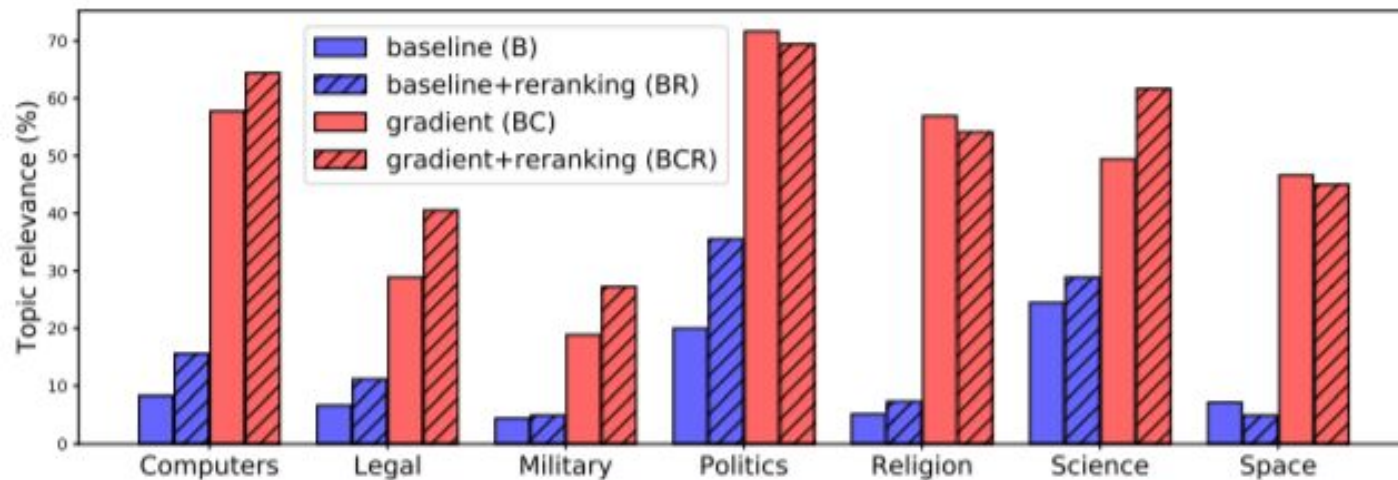 Topic relevance (%)
70
60
50
40
30
20
10
0
baseline (B)
baseline+reranking (BR)
gradient (BC)
gradient+reranking (BCR)
Computers Legal Military Politics Religion Science Space